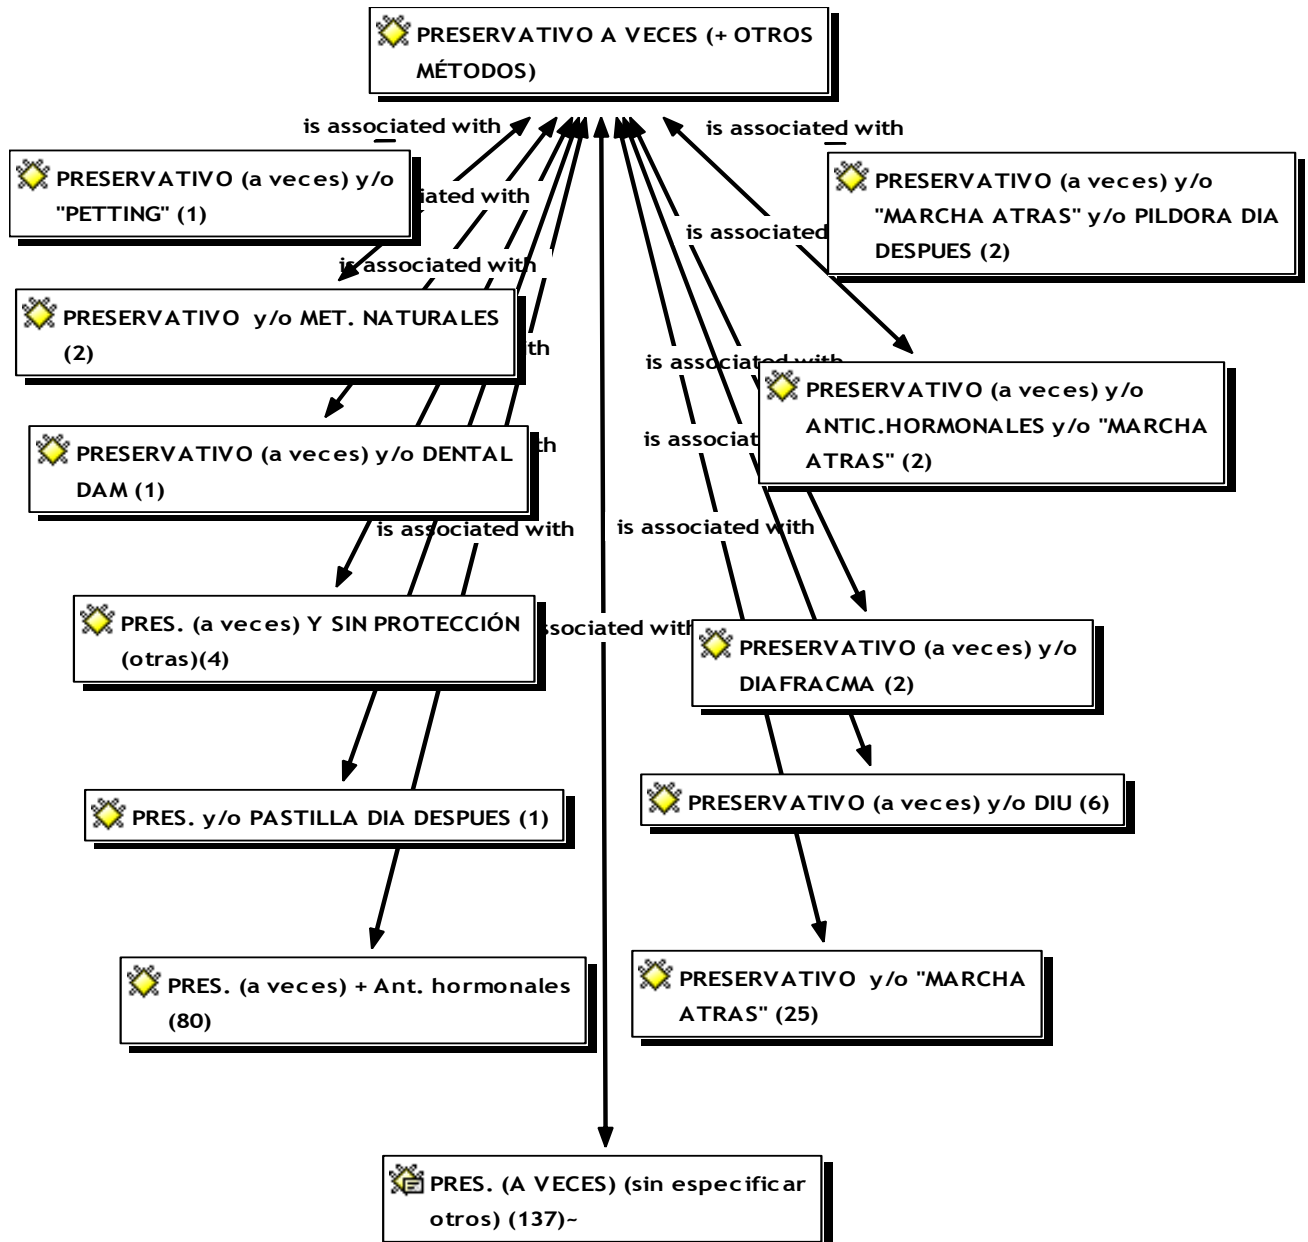 PRESERVATIVO A VECES (+ OTROS
MÉTODOS)
is associated with
is associated with
PRESERVATIVO (a veces) y/o
"PETTING" (1)
PRESERVATIVO (a veces) y/o
"MARCHA ATRAS" y/o PILDORA DIA
DESPUES (2)
with
is associated
is associated with
PRESERVATIVO y/o MET. NATURALES
(2)
is associated with
PRESERVATIVO (a veces) y/o
ANTIC.HORMONALES y/o "MARCHA
ATRAS" (2)
PRESERVATIVO (a veces) y/o DENTAL
DAM (1)
is
is associated with
is associated with
PRES. (a veces) Y SIN PROTECCIÓN
(otras)(4)
with
PRESERVATIVO (a veces) y/o
DIAFRACMA (2)
PRES. y/o PASTILLA DIA DESPUES (1)
PRESERVATIVO (a veces) y/o DIU (6)
PRES. (a veces) + Ant. hormonales
(80)
PRESERVATIVO y/o "MARCHA
ATRAS" (25)
PRES. (A VECES) (sin especificar
otros) (137)~